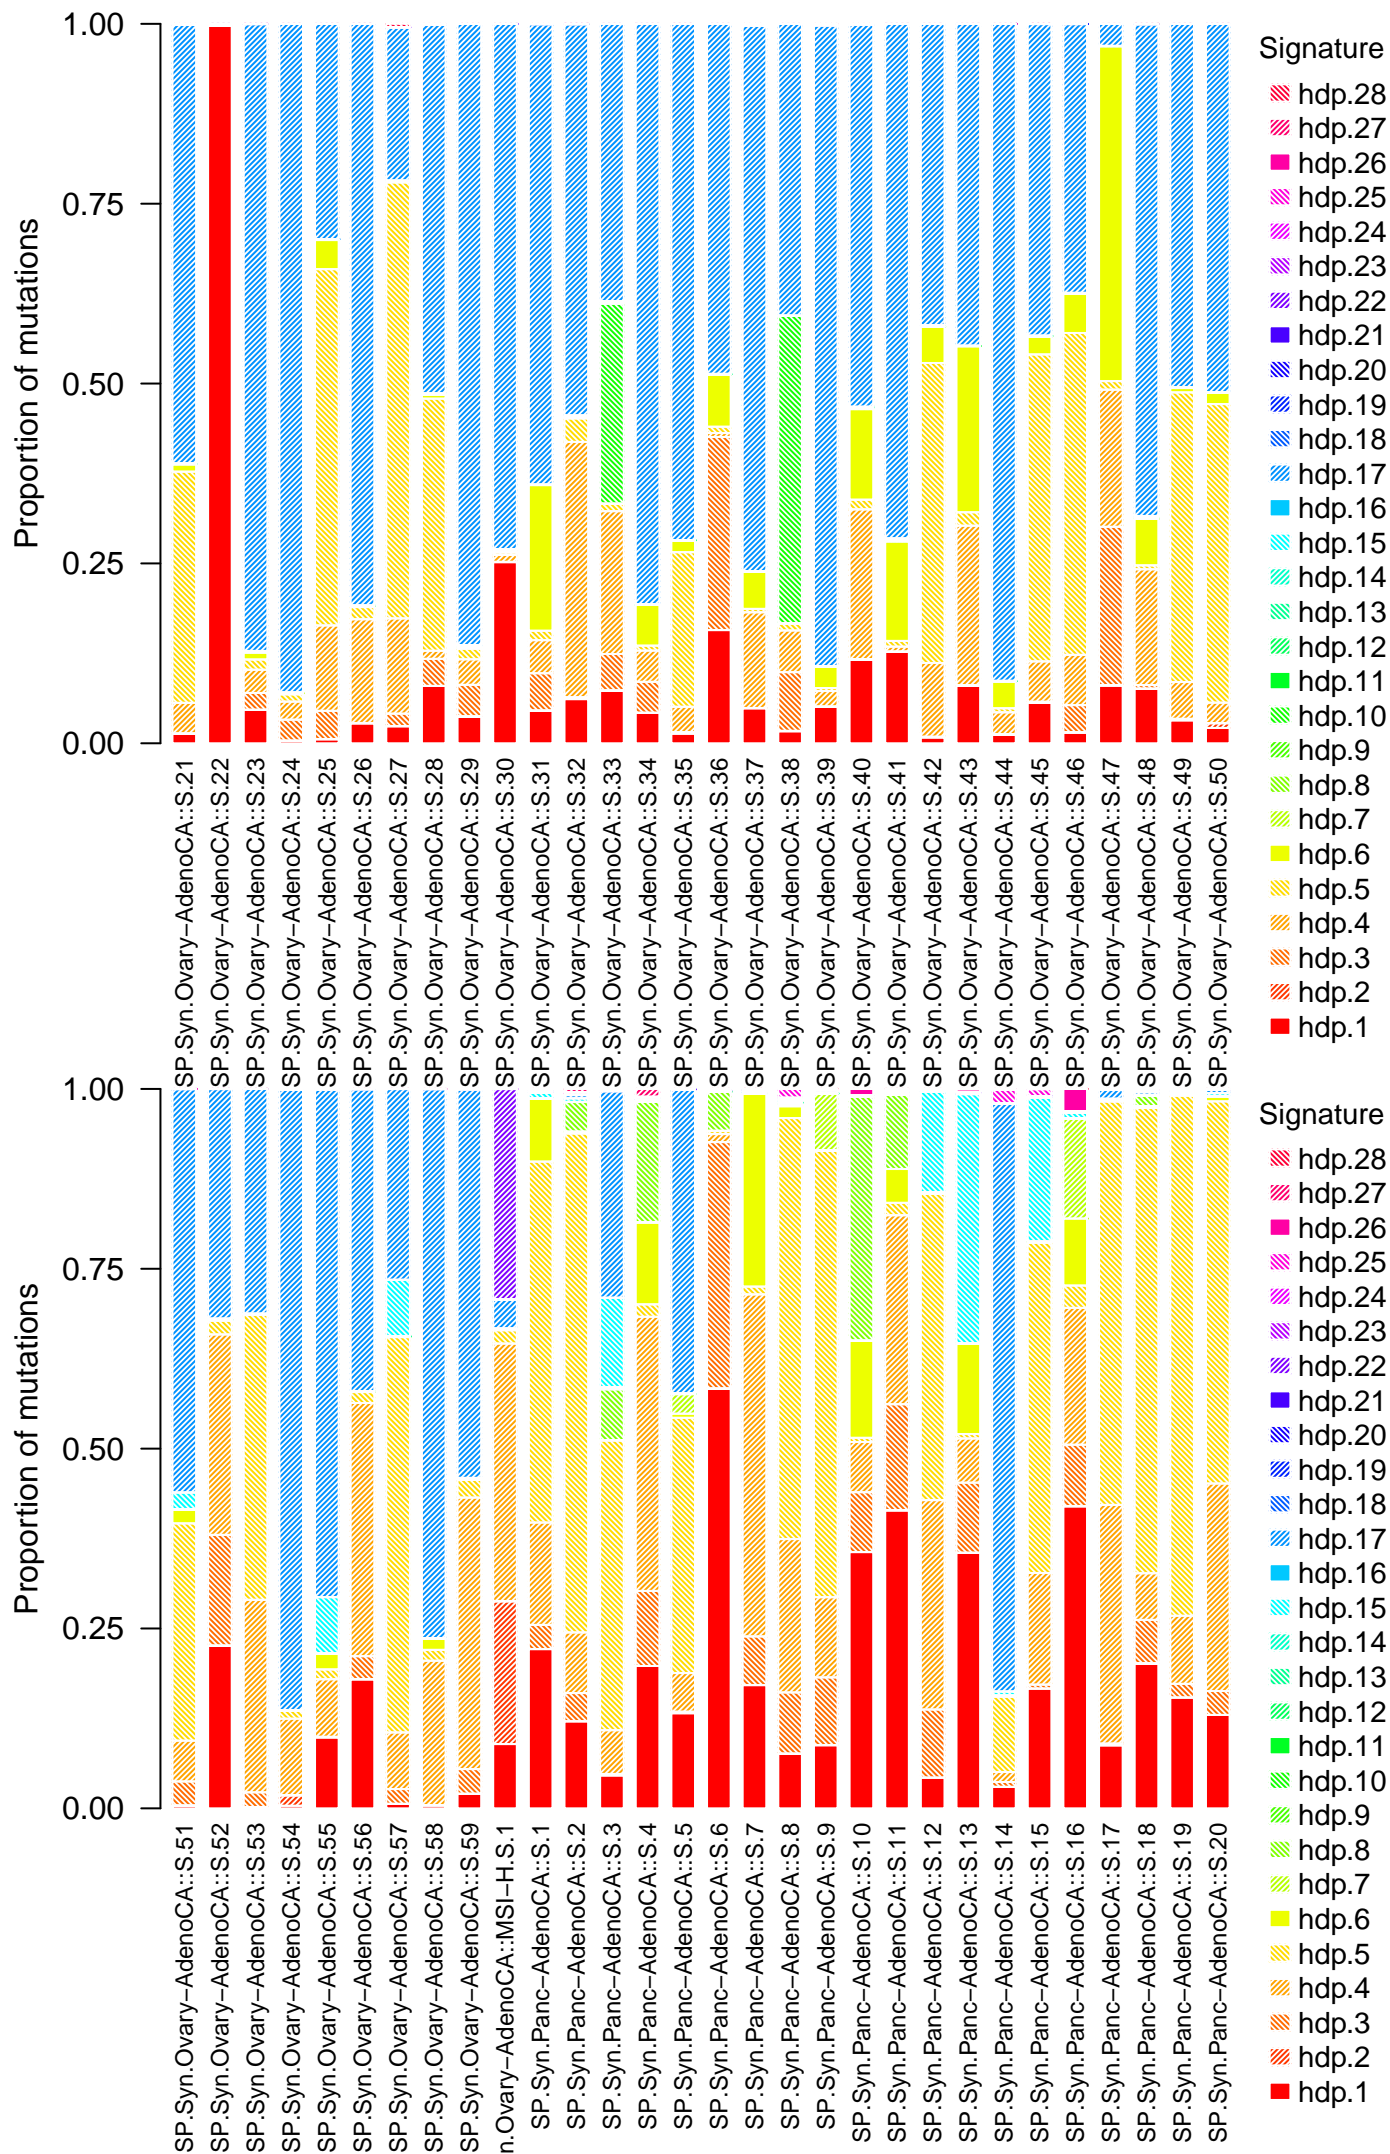 Proportion of mutations
1.00
0.75
0.50
0.25
0.00
SP.Syn.Ovary−AdenoCA::S.21
SP.Syn.Ovary−AdenoCA::S.22
SP.Syn.Ovary−AdenoCA::S.23
SP.Syn.Ovary−AdenoCA::S.24
SP.Syn.Ovary−AdenoCA::S.25
SP.Syn.Ovary−AdenoCA::S.26
SP.Syn.Ovary−AdenoCA::S.27
SP.Syn.Ovary−AdenoCA::S.28
SP.Syn.Ovary−AdenoCA::S.29
n.Ovary−AdenoCA::S.30
SP.Syn.Ovary−AdenoCA::S.31
SP.Syn.Ovary−AdenoCA::S.32
SP.Syn.Ovary−AdenoCA::S.33
SP.Syn.Ovary−AdenoCA::S.34
SP.Syn.Ovary−AdenoCA::S.35
SP.Syn.Ovary−AdenoCA::S.36
SP.Syn.Ovary−AdenoCA::S.37
SP.Syn.Ovary−AdenoCA::S.38
SP.Syn.Ovary−AdenoCA::S.39
SP.Syn.Ovary−AdenoCA::S.40
SP.Syn.Ovary−AdenoCA::S.41
SP.Syn.Ovary−AdenoCA::S.42
SP.Syn.Ovary−AdenoCA::S.43
SP.Syn.Ovary−AdenoCA::S.44
SP.Syn.Ovary−AdenoCA::S.45
SP.Syn.Ovary−AdenoCA::S.46
SP.Syn.Ovary−AdenoCA::S.47
SP.Syn.Ovary−AdenoCA::S.48
SP.Syn.Ovary−AdenoCA::S.49
SP.Syn.Ovary−AdenoCA::S.50
Signature
hdp.28
hdp.27
hdp.26
hdp.25
hdp.24
hdp.23
hdp.22
hdp.21
hdp.20
hdp.19
hdp.18
hdp.17
hdp.16
hdp.15
hdp.14
hdp.13
hdp.12
hdp.11
hdp.10
hdp.9
hdp.8
hdp.7
hdp.6
hdp.5
hdp.4
hdp.3
hdp.2
hdp.1
Proportion of mutations
1.00
0.75
0.50
0.25
0.00
SP.Syn.Ovary−AdenoCA::S.51
SP.Syn.Ovary−AdenoCA::S.52
SP.Syn.Ovary−AdenoCA::S.53
SP.Syn.Ovary−AdenoCA::S.54
SP.Syn.Ovary−AdenoCA::S.55
SP.Syn.Ovary−AdenoCA::S.56
SP.Syn.Ovary−AdenoCA::S.57
SP.Syn.Ovary−AdenoCA::S.58
SP.Syn.Ovary−AdenoCA::S.59
n.Ovary−AdenoCA::MSI−H.S.1
SP.Syn.Panc−AdenoCA::S.1
SP.Syn.Panc−AdenoCA::S.2
SP.Syn.Panc−AdenoCA::S.3
SP.Syn.Panc−AdenoCA::S.4
SP.Syn.Panc−AdenoCA::S.5
SP.Syn.Panc−AdenoCA::S.6
SP.Syn.Panc−AdenoCA::S.7
SP.Syn.Panc−AdenoCA::S.8
SP.Syn.Panc−AdenoCA::S.9
SP.Syn.Panc−AdenoCA::S.10
SP.Syn.Panc−AdenoCA::S.11
SP.Syn.Panc−AdenoCA::S.12
SP.Syn.Panc−AdenoCA::S.13
SP.Syn.Panc−AdenoCA::S.14
SP.Syn.Panc−AdenoCA::S.15
SP.Syn.Panc−AdenoCA::S.16
SP.Syn.Panc−AdenoCA::S.17
SP.Syn.Panc−AdenoCA::S.18
SP.Syn.Panc−AdenoCA::S.19
SP.Syn.Panc−AdenoCA::S.20
Signature
hdp.28
hdp.27
hdp.26
hdp.25
hdp.24
hdp.23
hdp.22
hdp.21
hdp.20
hdp.19
hdp.18
hdp.17
hdp.16
hdp.15
hdp.14
hdp.13
hdp.12
hdp.11
hdp.10
hdp.9
hdp.8
hdp.7
hdp.6
hdp.5
hdp.4
hdp.3
hdp.2
hdp.1